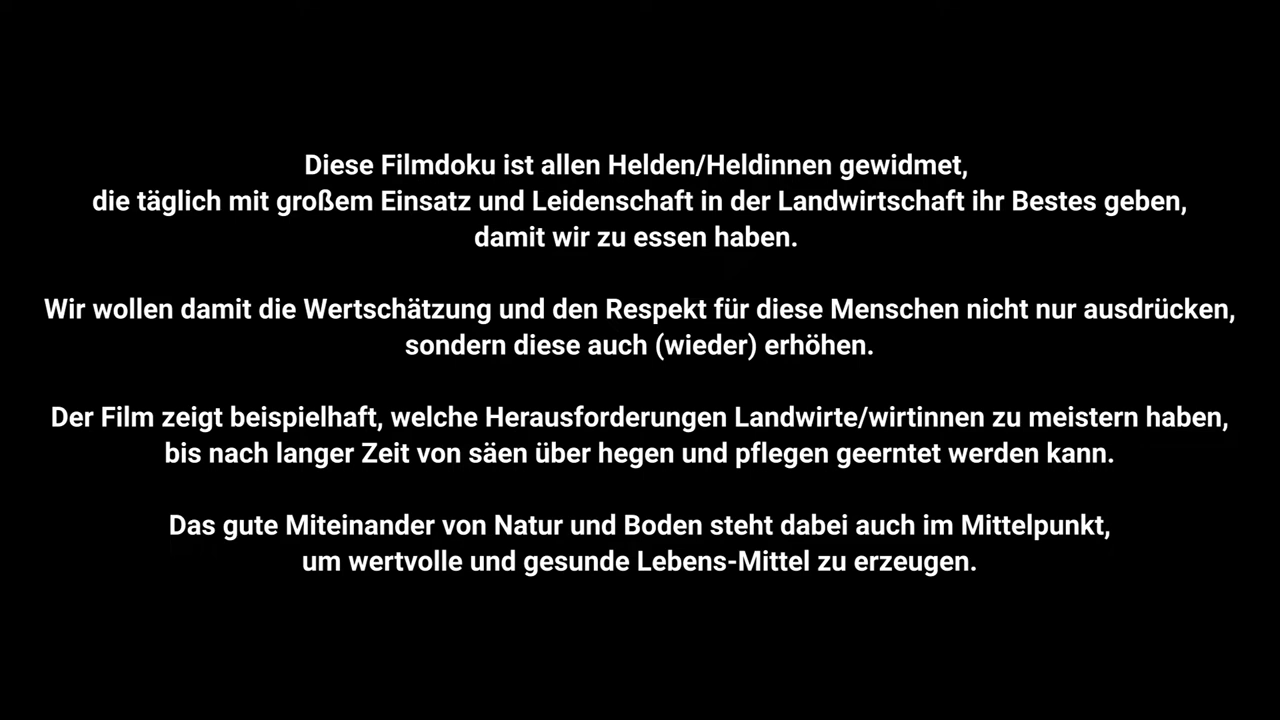 Diese Filmdoku ist allen Helden/Heldinnen gewidmet,
die täglich mit großem Einsatz und Leidenschaft in der Landwirtschaft ihr Bestes geben,
damit wir zu essen haben.
Wir wollen damit die Wertschätzung und den Respekt für diese Menschen nicht nur ausdrücken,
sondern diese auch (wieder) erhöhen.
Der Film zeigt beispielhaft, welche Herausforderungen Landwirte/wirtinnen zu meistern haben,
bis nach langer Zeit von säen über hegen und pflegen geerntet werden kann.
Das gute Miteinander von Natur und Boden steht dabei auch im Mittelpunkt,
um wertvolle und gesunde Lebens-Mittel zu erzeugen.